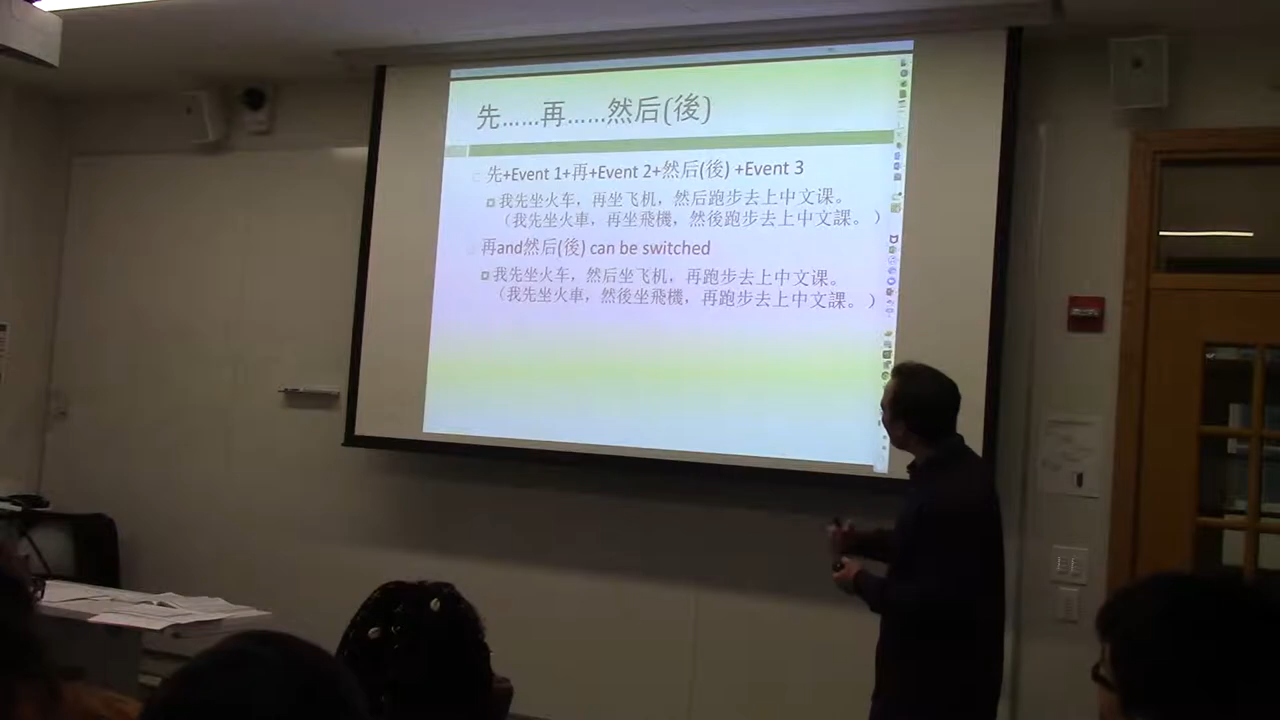 先……再……然后(後)
先+Event 1+再+Event 2+然后(後) +Event 3
我先坐火车，再坐飞机，然后跑步去上中文课。
（我先坐火車，再坐飛機，然後跑步去上中文課。）
再and然后(後) can be switched
我先坐火车，然后坐飞机，再跑步去上中文课。
（我先坐火車，然後坐飛機，再跑步去上中文課。）